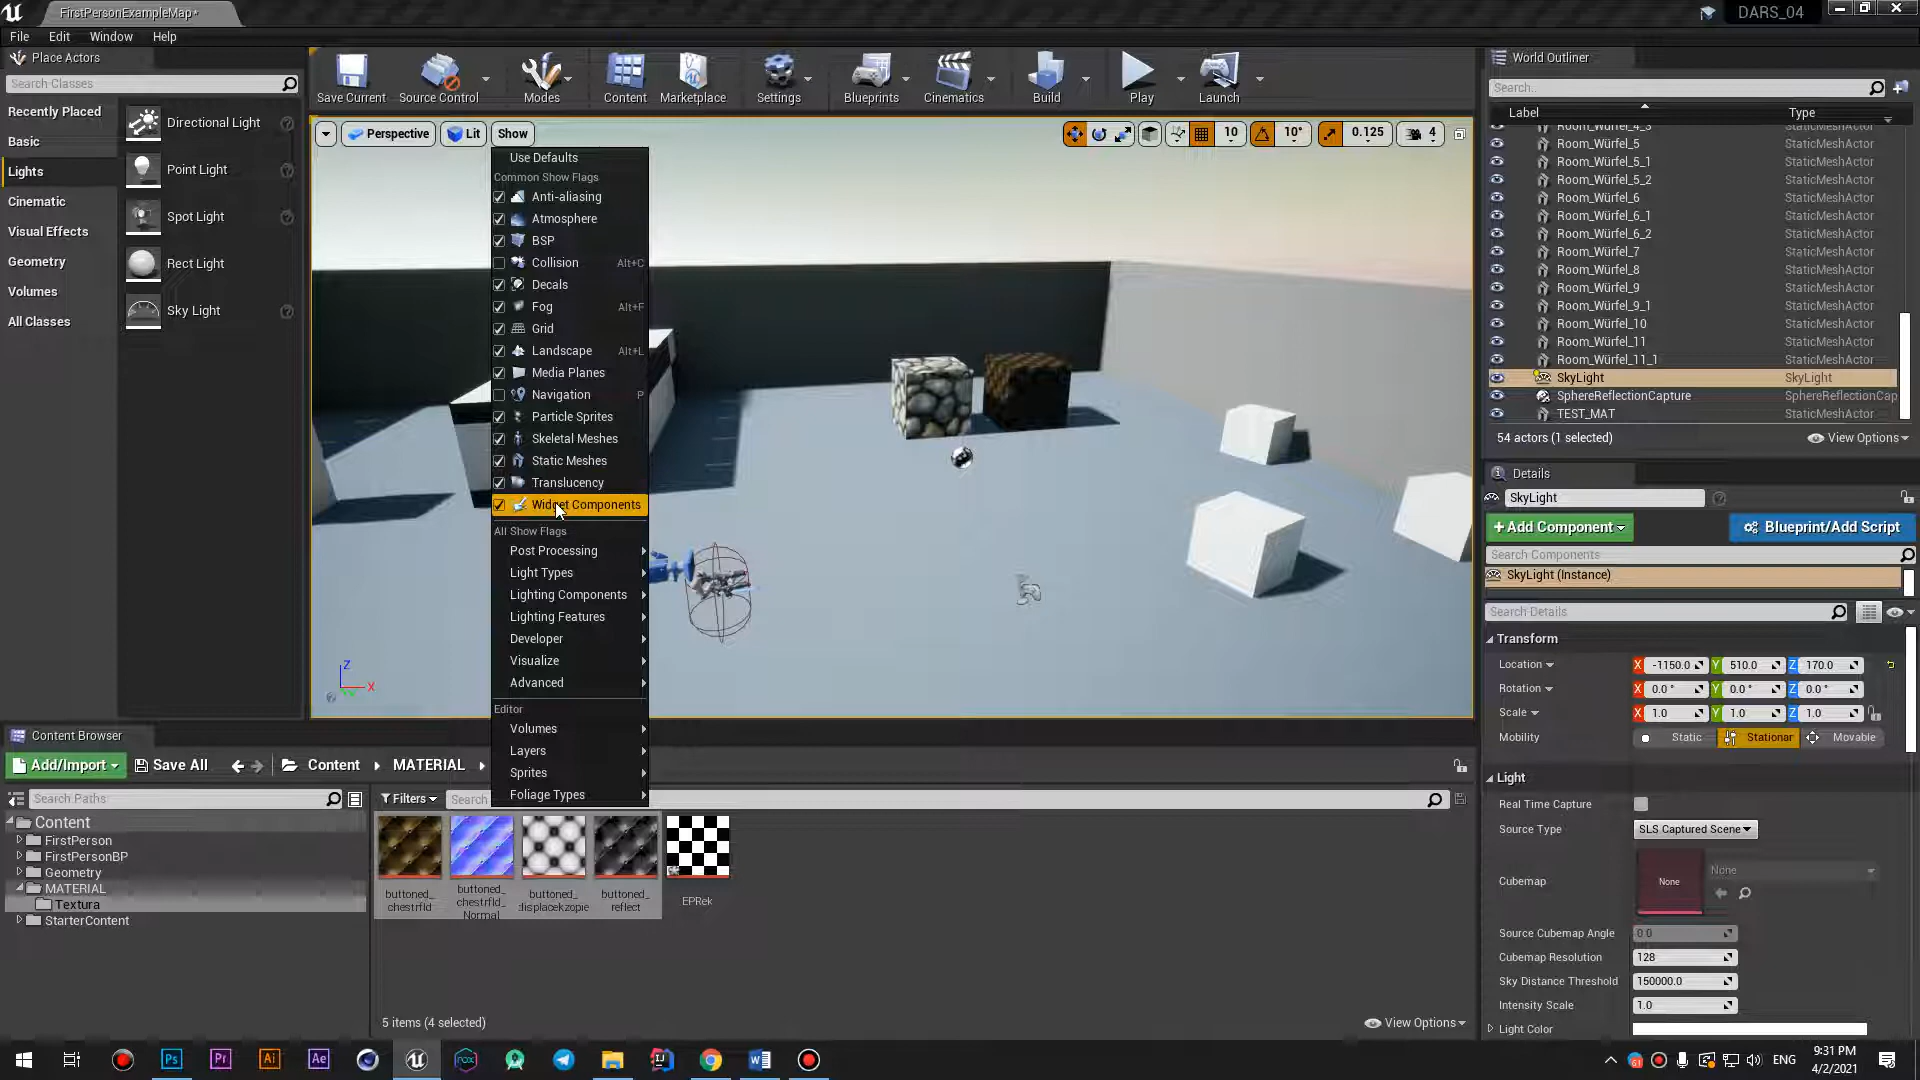 FirstPersonExampleMap*
DARS_04
File Edit Window Help
Place Actors
Search Classes
Recently Placed
Basic
Lights
Cinematic
Visual Effects
Geometry
Volumes
All Classes
Directional Light
Point Light
Spot Light
Rect Light
Sky Light
Save Current
Source Control
Modes
Content
Marketplace
Settings
Blueprints
Cinematics
Build
Play
Launch
Perspective
Lit
Show
10
10°
0.125
4
Use Defaults
Common Show Flags
Anti-aliasing
Atmosphere
BSP
Collision Alt+C
Decals
Fog Alt+F
Grid
Landscape Alt+L
Media Planes
Navigation P
Particle Sprites
Skeletal Meshes
Static Meshes
Translucency
Widget Components
All Show Flags
Post Processing
Light Types
Lighting Components
Lighting Features
Developer
Visualize
Advanced
Editor
Volumes
Layers
Sprites
Foliage Types
Z
X
World Outliner
Search...
Label Type
Room_Würfel_4_3 StaticMeshActor
Room_Würfel_5 StaticMeshActor
Room_Würfel_5_1 StaticMeshActor
Room_Würfel_5_2 StaticMeshActor
Room_Würfel_6 StaticMeshActor
Room_Würfel_6_1 StaticMeshActor
Room_Würfel_6_2 StaticMeshActor
Room_Würfel_7 StaticMeshActor
Room_Würfel_8 StaticMeshActor
Room_Würfel_9 StaticMeshActor
Room_Würfel_9_1 StaticMeshActor
Room_Würfel_10 StaticMeshActor
Room_Würfel_11 StaticMeshActor
Room_Würfel_11_1 StaticMeshActor
SkyLight SkyLight
SphereReflectionCapture SphereReflectionCap
TEST_MAT StaticMeshActor
54 actors (1 selected) View Options
Details
SkyLight
+ Add Component Blueprint/Add Script
Search Components
SkyLight (Instance)
Search Details
Transform
Location X -1150.0 Y 510.0 Z 170.0
Rotation X 0.0 ° Y 0.0 ° Z 0.0 °
Scale X 1.0 Y 1.0 Z 1.0
Mobility Static Stationar Movable
Light
Real Time Capture
Source Type SLS Captured Scene
Cubemap None None
Source Cubemap Angle 0.0
Cubemap Resolution 128
Sky Distance Threshold 150000.0
Intensity Scale 1.0
Light Color
Content Browser
Add/Import Save All Content MATERIAL
Search Paths
Filters Search
Content
FirstPerson
FirstPersonBP
Geometry
MATERIAL
Textura
StarterContent
buttoned_
chestrfld
buttoned_
chestrfld_
Normal
buttoned_
displacekzopie
buttoned_
reflect
EPRek
5 items (4 selected) View Options
Ps Pr Ai Ae
ENG
9:31 PM
4/2/2021